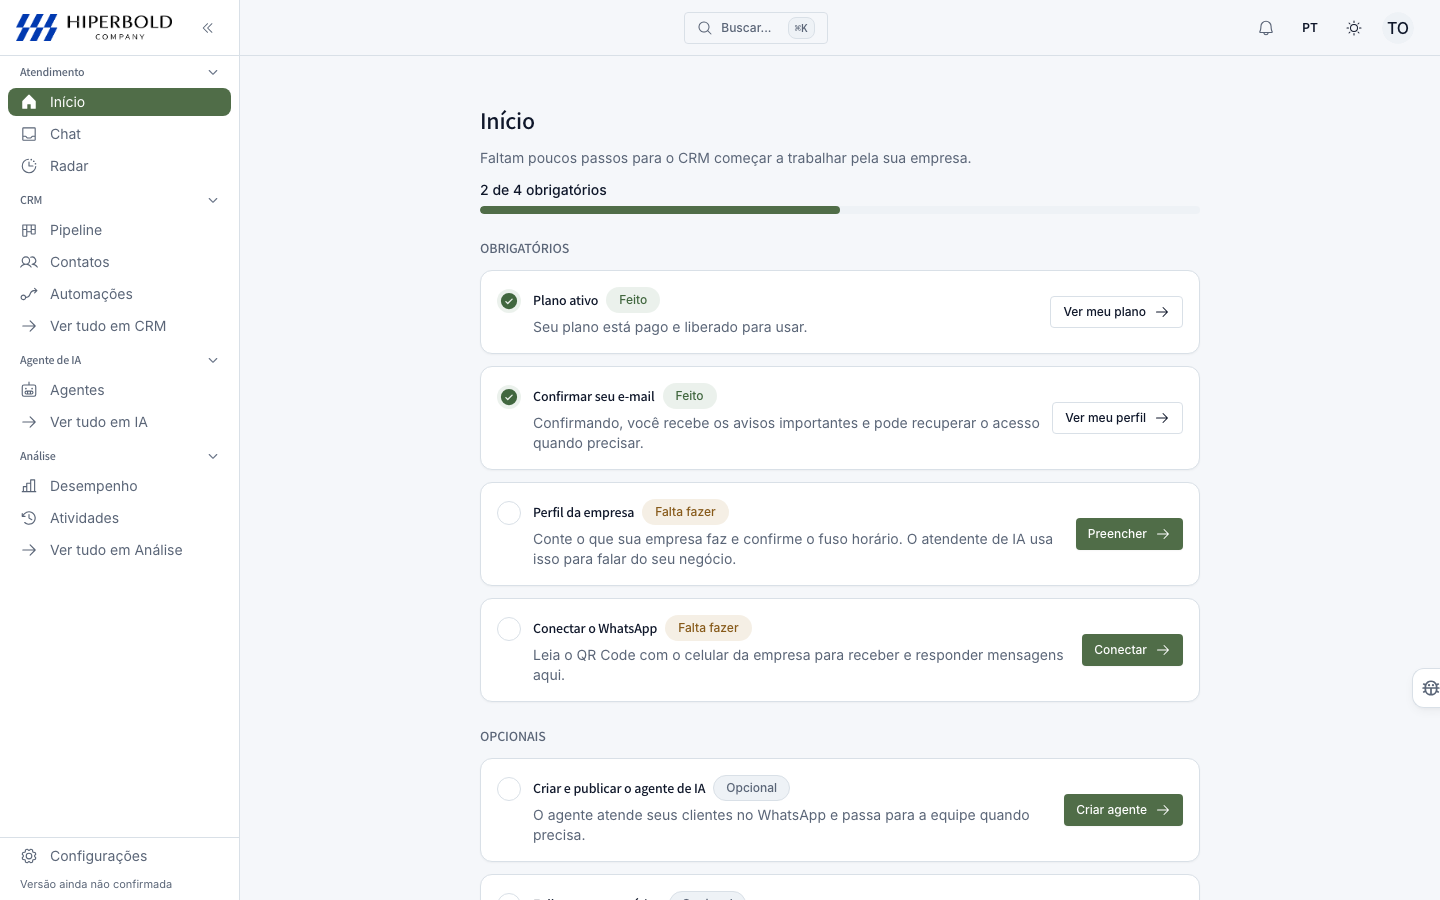 HIPERBOLD
COMPANY
Buscar...
⌘K
PT
TO
Atendimento
Início
Chat
Radar
CRM
Pipeline
Contatos
Automações
Ver tudo em CRM
Agente de IA
Agentes
Ver tudo em IA
Análise
Desempenho
Atividades
Ver tudo em Análise
Configurações
Versão ainda não confirmada
Início
Faltam poucos passos para o CRM começar a trabalhar pela sua empresa.
2 de 4 obrigatórios
OBRIGATÓRIOS
Plano ativo Feito
Seu plano está pago e liberado para usar.
Ver meu plano
Confirmar seu e-mail Feito
Confirmando, você recebe os avisos importantes e pode recuperar o acesso
quando precisar.
Ver meu perfil
Perfil da empresa Falta fazer
Conte o que sua empresa faz e confirme o fuso horário. O atendente de IA usa
isso para falar do seu negócio.
Preencher
Conectar o WhatsApp Falta fazer
Leia o QR Code com o celular da empresa para receber e responder mensagens
aqui.
Conectar
OPCIONAIS
Criar e publicar o agente de IA Opcional
O agente atende seus clientes no WhatsApp e passa para a equipe quando
precisa.
Criar agente